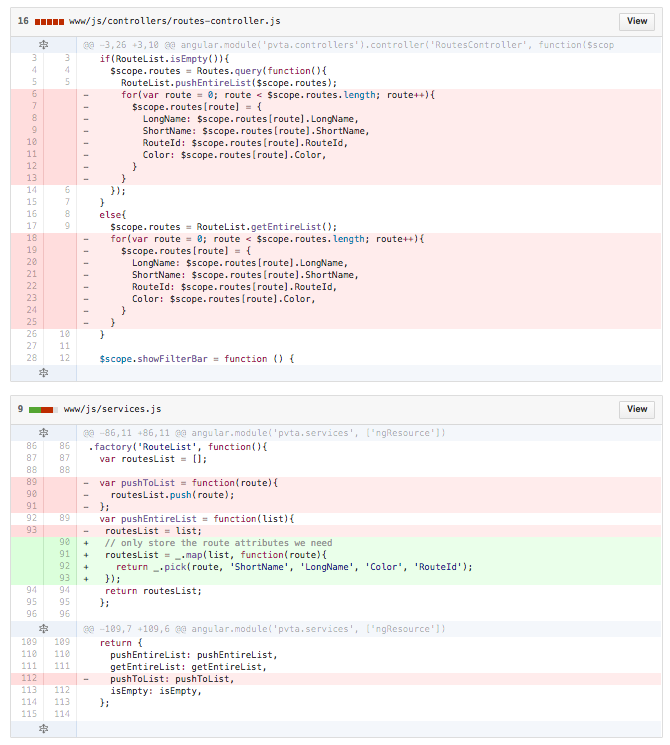 16 www/js/controllers/routes-controller.js View
@@ -3,26 +3,10 @@ angular.module('pvta.controllers').controller('RoutesController', function($scop
3 3 if(RouteList.isEmpty()){
4 4 $scope.routes = Routes.query(function(){
5 5 RouteList.pushEntireList($scope.routes);
6 - for(var route = 0; route < $scope.routes.length; route++){
7 - $scope.routes[route] = {
8 - LongName: $scope.routes[route].LongName,
9 - ShortName: $scope.routes[route].ShortName,
10 - RouteId: $scope.routes[route].RouteId,
11 - Color: $scope.routes[route].Color,
12 - }
13 - }
14 6 });
15 7 }
16 8 else{
17 9 $scope.routes = RouteList.getEntireList();
18 - for(var route = 0; route < $scope.routes.length; route++){
19 - $scope.routes[route] = {
20 - LongName: $scope.routes[route].LongName,
21 - ShortName: $scope.routes[route].ShortName,
22 - RouteId: $scope.routes[route].RouteId,
23 - Color: $scope.routes[route].Color,
24 - }
25 - }
26 10 }
27 11
28 12 $scope.showFilterBar = function () {
9 www/js/services.js View
@@ -86,11 +86,11 @@ angular.module('pvta.services', ['ngResource'])
86 86 .factory('RouteList', function(){
87 87 var routesList = [];
88 88
89 - var pushToList = function(route){
90 - routesList.push(route);
91 - };
92 89 var pushEntireList = function(list){
93 - routesList = list;
90 + // only store the route attributes we need
91 + routesList = _.map(list, function(route){
92 + return _.pick(route, 'ShortName', 'LongName', 'Color', 'RouteId');
93 + });
94 94 return routesList;
95 95 };
96 96
@@ -109,7 +109,6 @@ angular.module('pvta.services', ['ngResource'])
109 109 return {
110 110 pushEntireList: pushEntireList,
111 111 getEntireList: getEntireList,
112 - pushToList: pushToList,
113 112 isEmpty: isEmpty,
114 113 };
115 114